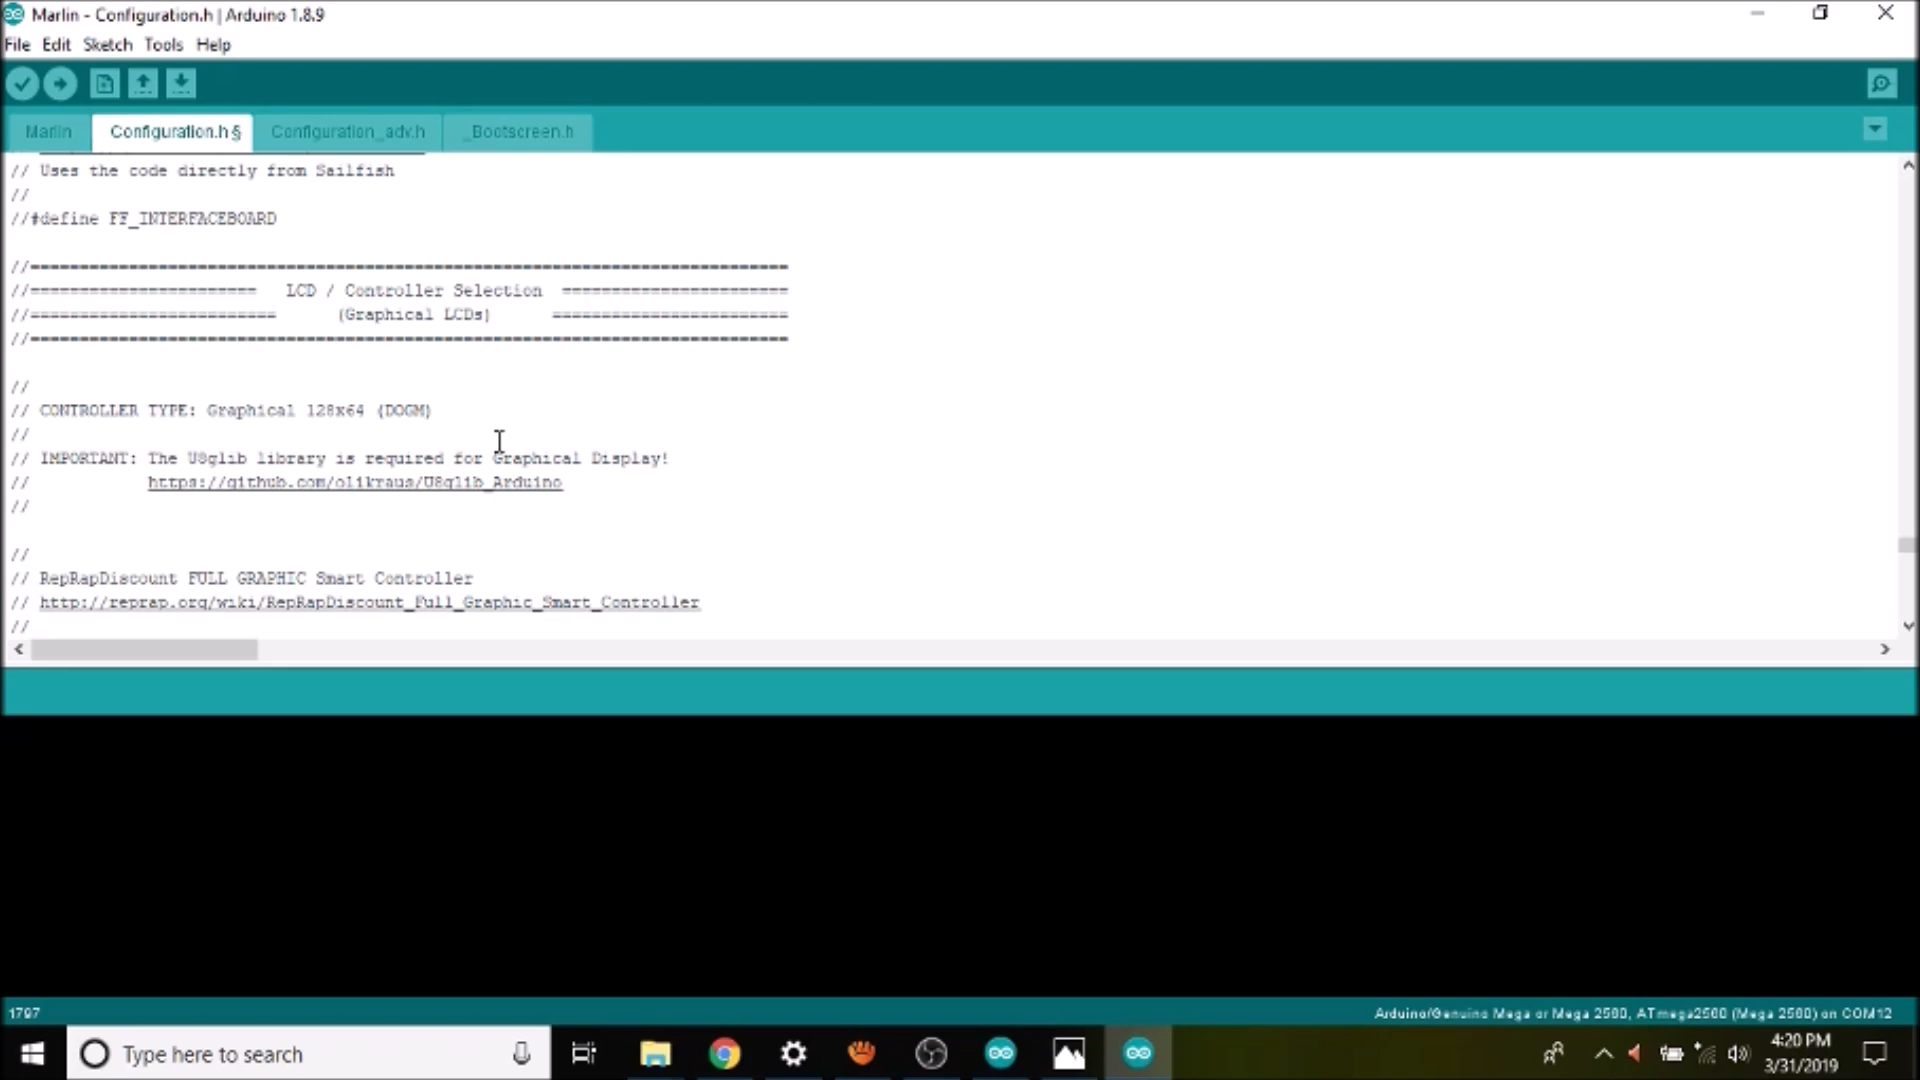 Marlin - Configuration.h | Arduino 1.8.9
File Edit Sketch Tools Help
Marlin Configuration.h § Configuration_adv.h _Bootscreen.h
// Uses the code directly from Sailfish
//
//#define FF_INTERFACEBOARD
//=============================================================================
//======================= LCD / Controller Selection =======================
//========================= (Graphical LCDs) ========================
//=============================================================================
//
// CONTROLLER TYPE: Graphical 128x64 (DOGM)
//
// IMPORTANT: The U8glib library is required for Graphical Display!
// https://github.com/olikraus/U8glib_Arduino
//
//
// RepRapDiscount FULL GRAPHIC Smart Controller
// http://reprap.org/wiki/RepRapDiscount_Full_Graphic_Smart_Controller
//
1797
Arduino/Genuino Mega or Mega 2560, ATmega2560 (Mega 2560) on COM12
Type here to search
4:20 PM
3/31/2019